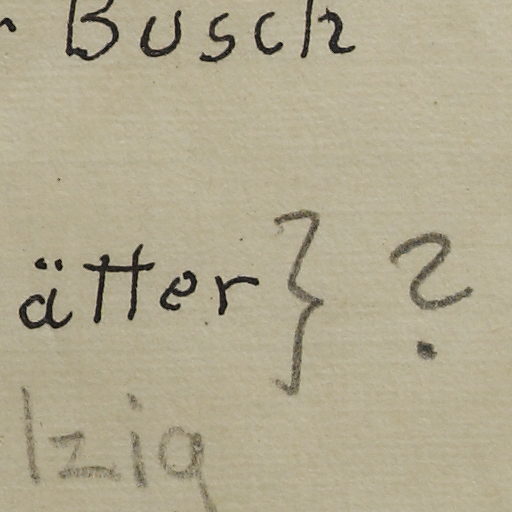 Busch
ätter } ?
lzig